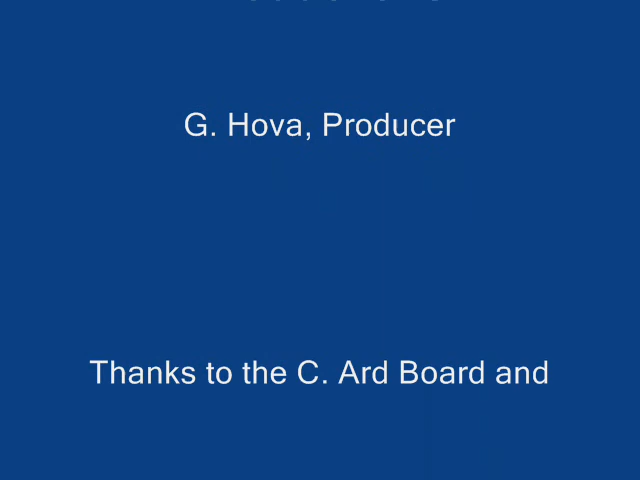 G. Hova, Producer
Thanks to the C. Ard Board and